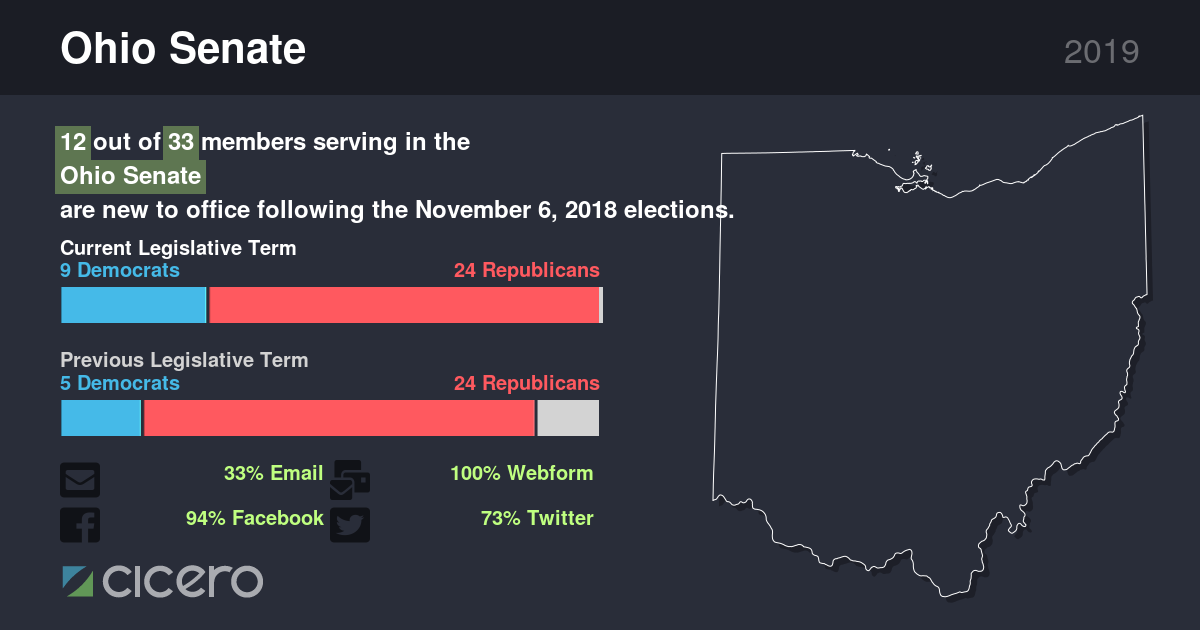 Ohio Senate
2019
12 out of 33 members serving in the
Ohio Senate
are new to office following the November 6, 2018 elections.
Current Legislative Term
9 Democrats
24 Republicans
Previous Legislative Term
5 Democrats
24 Republicans
33% Email
100% Webform
94% Facebook
73% Twitter
cicero